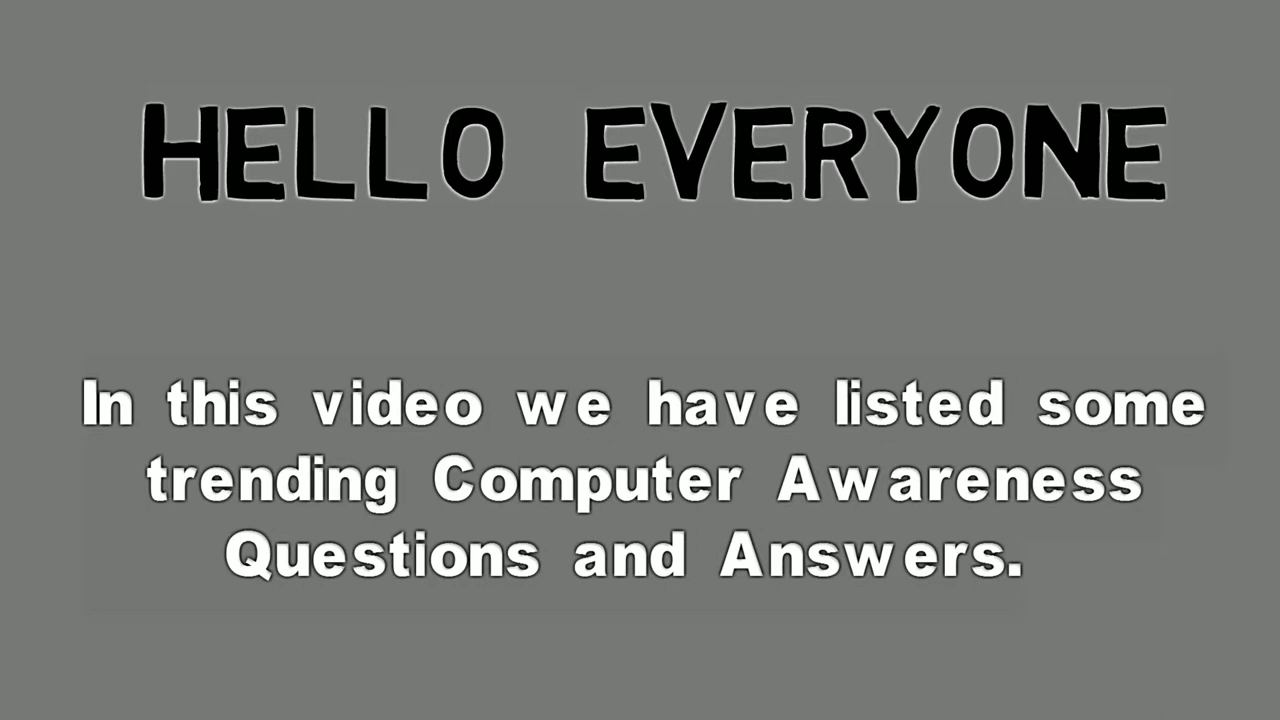 HELLO EVERYONE
In this video we have listed some
trending Computer Awareness
Questions and Answers.